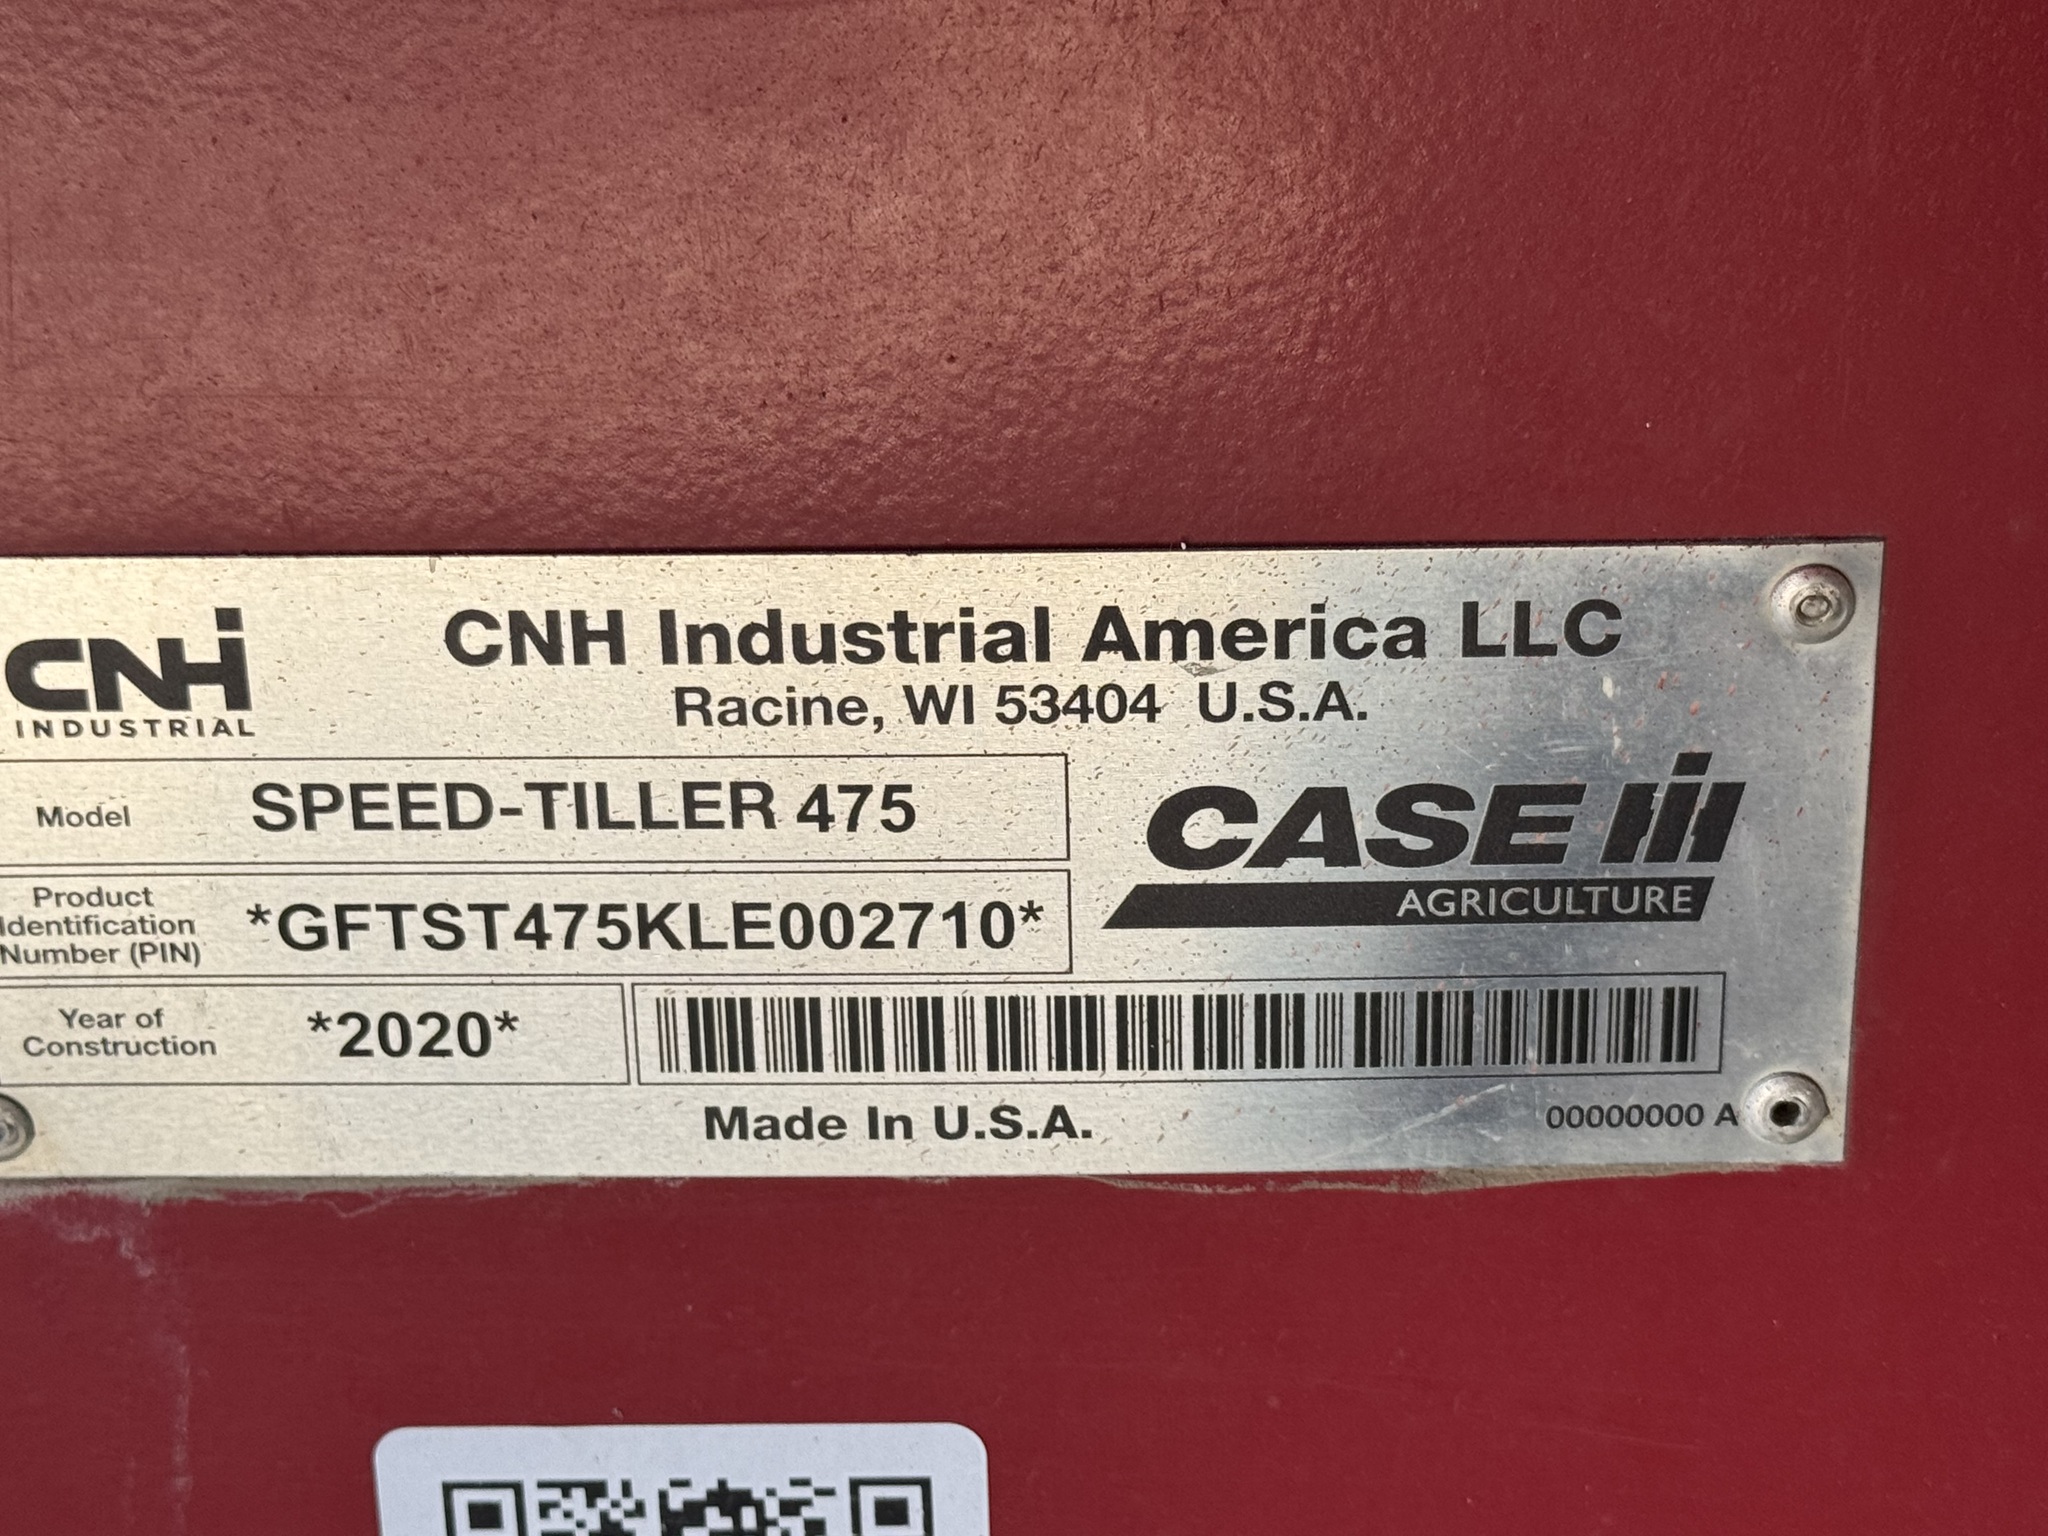 CNH
INDUSTRIAL
CNH Industrial America LLC
Racine, WI 53404 U.S.A.
Model
SPEED-TILLER 475
Product
Identification
Number (PIN)
*GFTST475KLE002710*
CASE IH
AGRICULTURE
Year of
Construction
*2020*
Made In U.S.A.
00000000 A